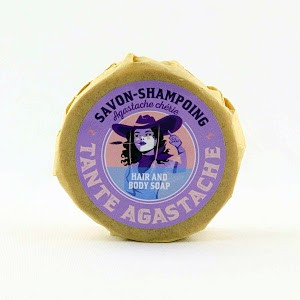 SAVON-SHAMPOING
Agastache chérie
HAIR AND
BODY SOAP
TANTE AGASTACHE